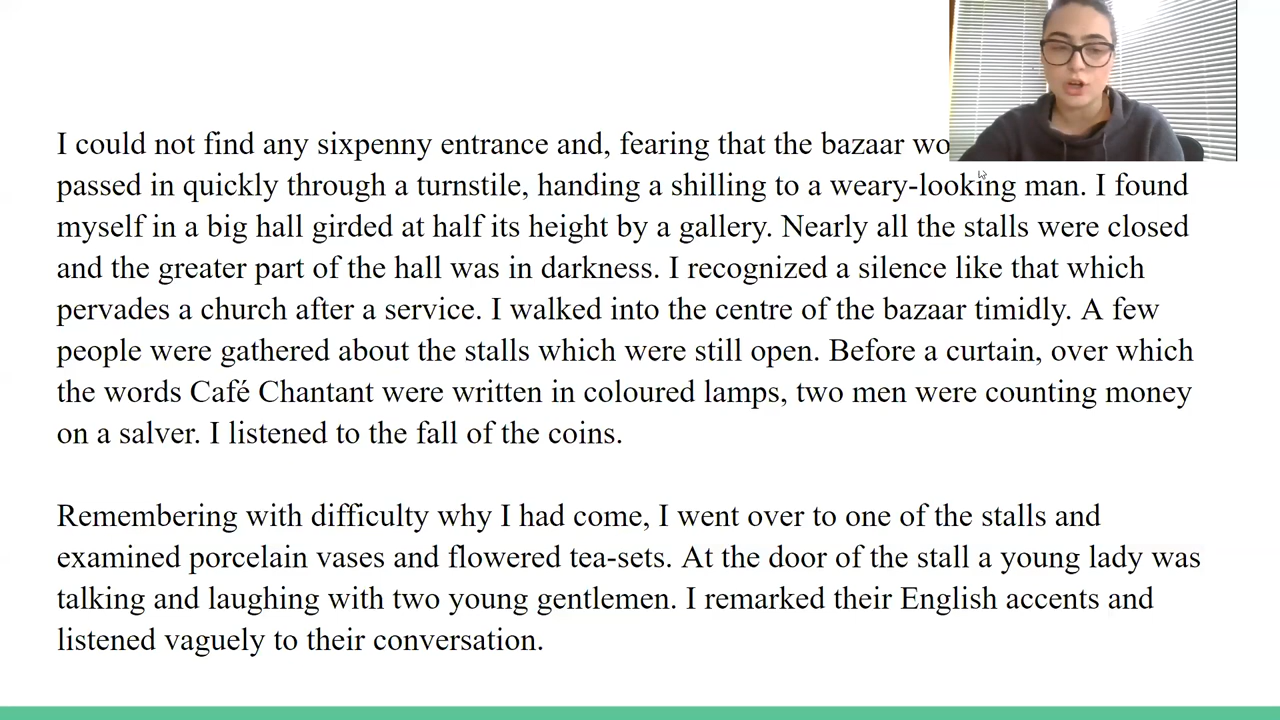 I could not find any sixpenny entrance and, fearing that the bazaar
passed in quickly through a turnstile, handing a shilling to a weary-looking man. I found
myself in a big hall girded at half its height by a gallery. Nearly all the stalls were closed
and the greater part of the hall was in darkness. I recognized a silence like that which
pervades a church after a service. I walked into the centre of the bazaar timidly. A few
people were gathered about the stalls which were still open. Before a curtain, over which
the words Café Chantant were written in coloured lamps, two men were counting money
on a salver. I listened to the fall of the coins.
Remembering with difficulty why I had come, I went over to one of the stalls and
examined porcelain vases and flowered tea-sets. At the door of the stall a young lady was
talking and laughing with two young gentlemen. I remarked their English accents and
listened vaguely to their conversation.